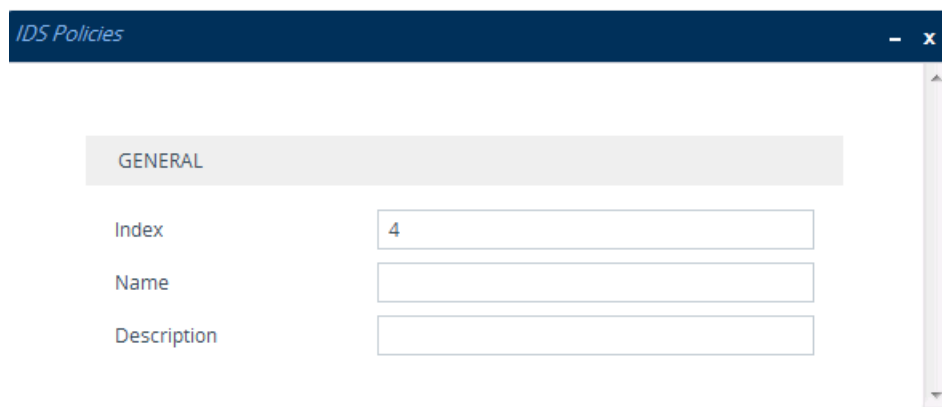 IDS Policies
– x
GENERAL
Index 4
Name
Description